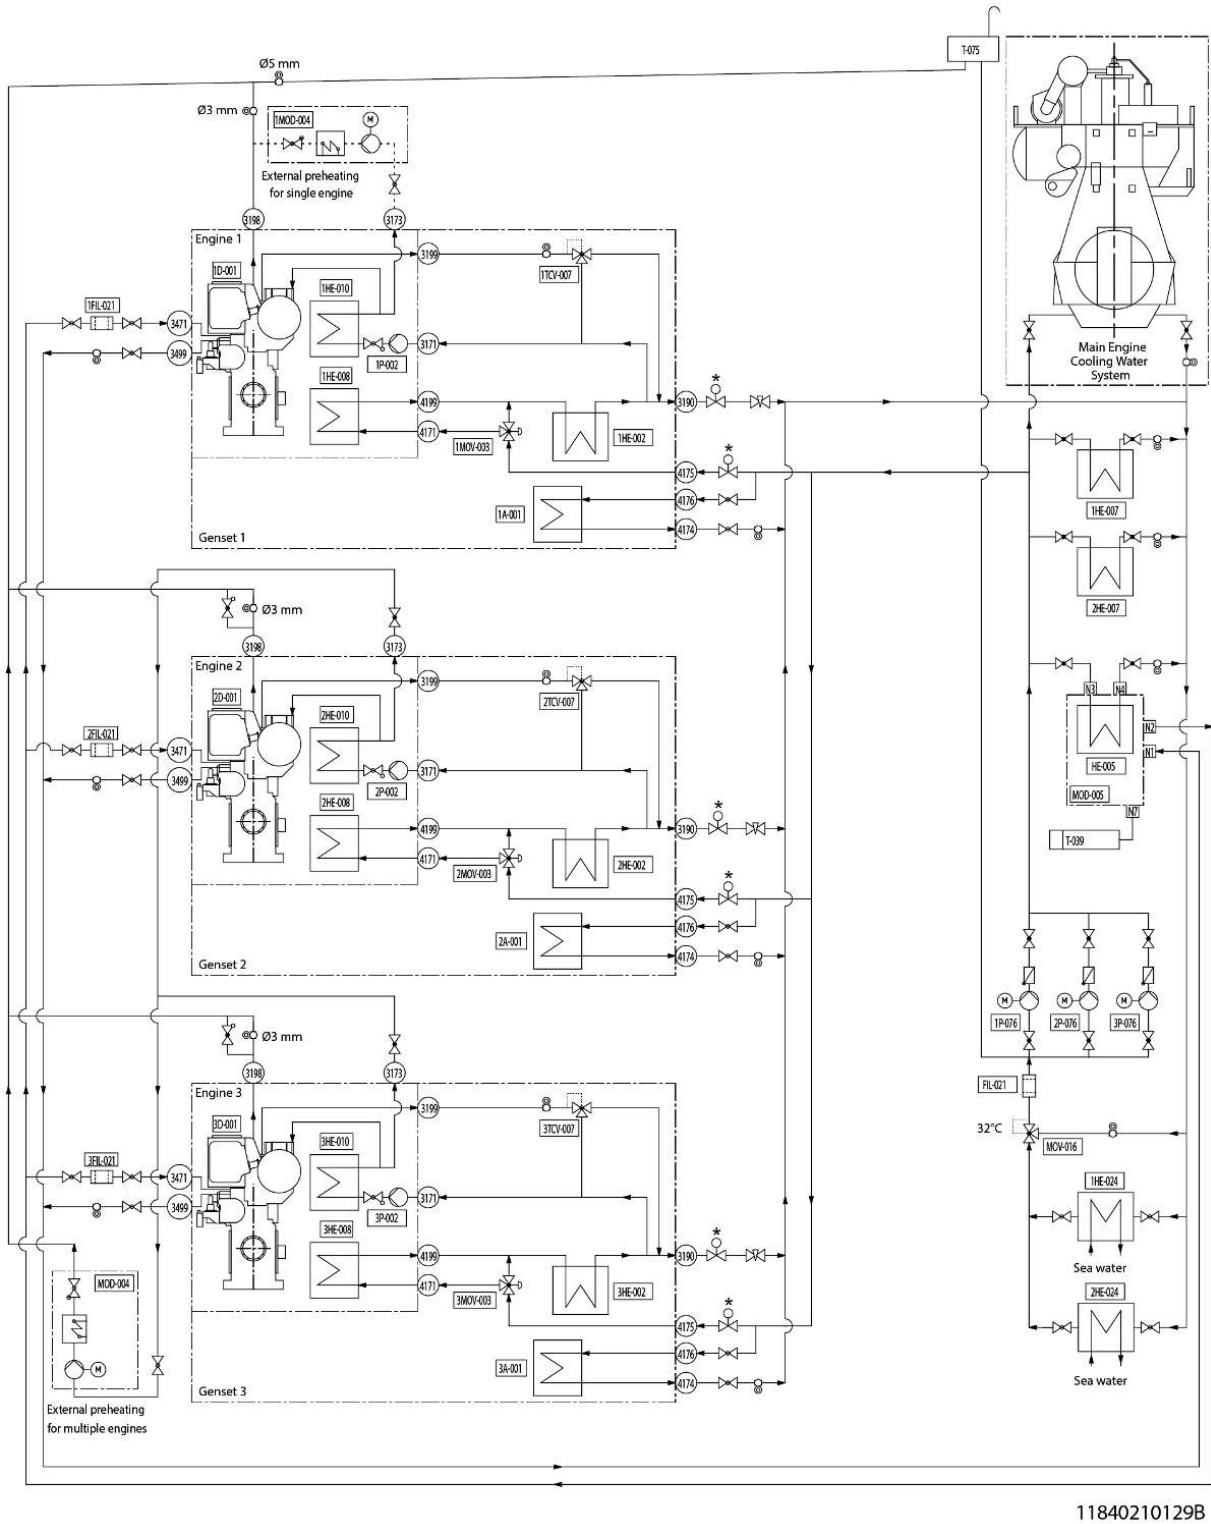 T-075
Ø5 mm
Ø3 mm
1MOD-004
M
External preheating
for single engine
3198
3173
Engine 1
3199
1D-001
1TCV-007
1HE-010
1FIL-021
3471
3499
3171
1P-002
Main Engine
Cooling Water
System
1HE-008
4199
4171
1MOV-003
1HE-002
3190
*
*
4175
4176
4174
1A-001
Genset 1
1HE-007
2HE-007
Ø3 mm
3198
3173
Engine 2
3199
2D-001
2TCV-007
2HE-010
2FIL-021
3471
3499
3171
2P-002
N3
N4
N2
N1
HE-005
MOD-005
N7
T-039
2HE-008
4199
4171
2MOV-003
2HE-002
3190
*
*
4175
4176
4174
2A-001
Genset 2
M
M
M
1P-076
2P-076
3P-076
Ø3 mm
3198
3173
Engine 3
3199
3D-001
3TCV-007
3HE-010
3FIL-021
3471
3499
3171
3P-002
FIL-021
32°C
MOV-016
1HE-024
Sea water
2HE-024
Sea water
3HE-008
4199
4171
3MOV-003
3HE-002
3190
*
*
4175
4176
4174
3A-001
Genset 3
MOD-004
M
External preheating
for multiple engines
11840210129B